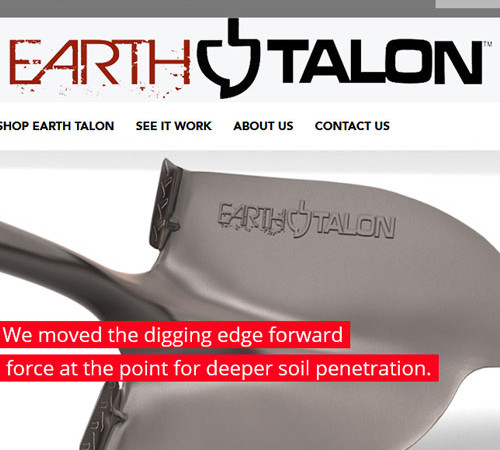 EARTH TALON™
SHOP EARTH TALON SEE IT WORK ABOUT US CONTACT US
EARTH TALON
We moved the digging edge forward
force at the point for deeper soil penetration.